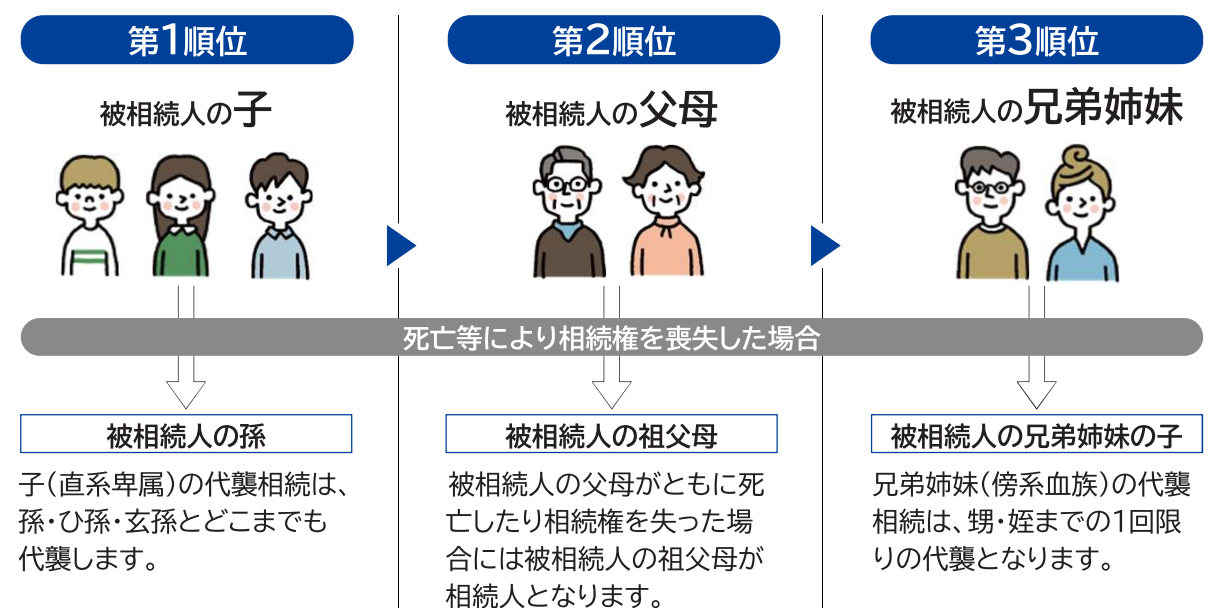 第1順位
被相続人の子
第2順位
被相続人の父母
第3順位
被相続人の兄弟姉妹
死亡等により相続権を喪失した場合
被相続人の孫
子(直系卑属)の代襲相続は、
孫・ひ孫・玄孫とどこまでも
代襲します。
被相続人の祖父母
被相続人の父母がともに死
亡したり相続権を失った場
合には被相続人の祖父母が
相続人となります。
被相続人の兄弟姉妹の子
兄弟姉妹(傍系血族)の代襲
相続は、甥・姪までの1回限
りの代襲となります。